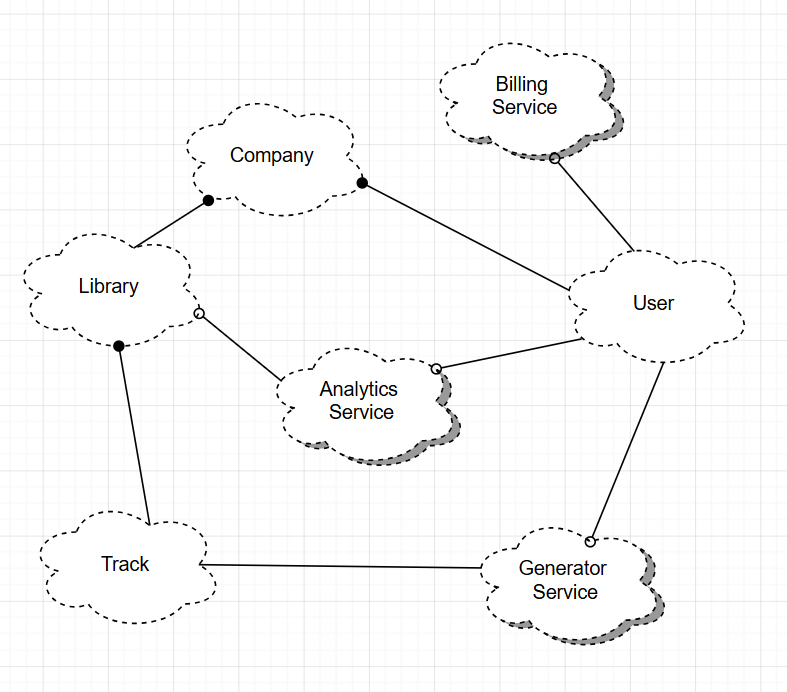 Billing
Service
Company
Library
User
Analytics
Service
Track
Generator
Service